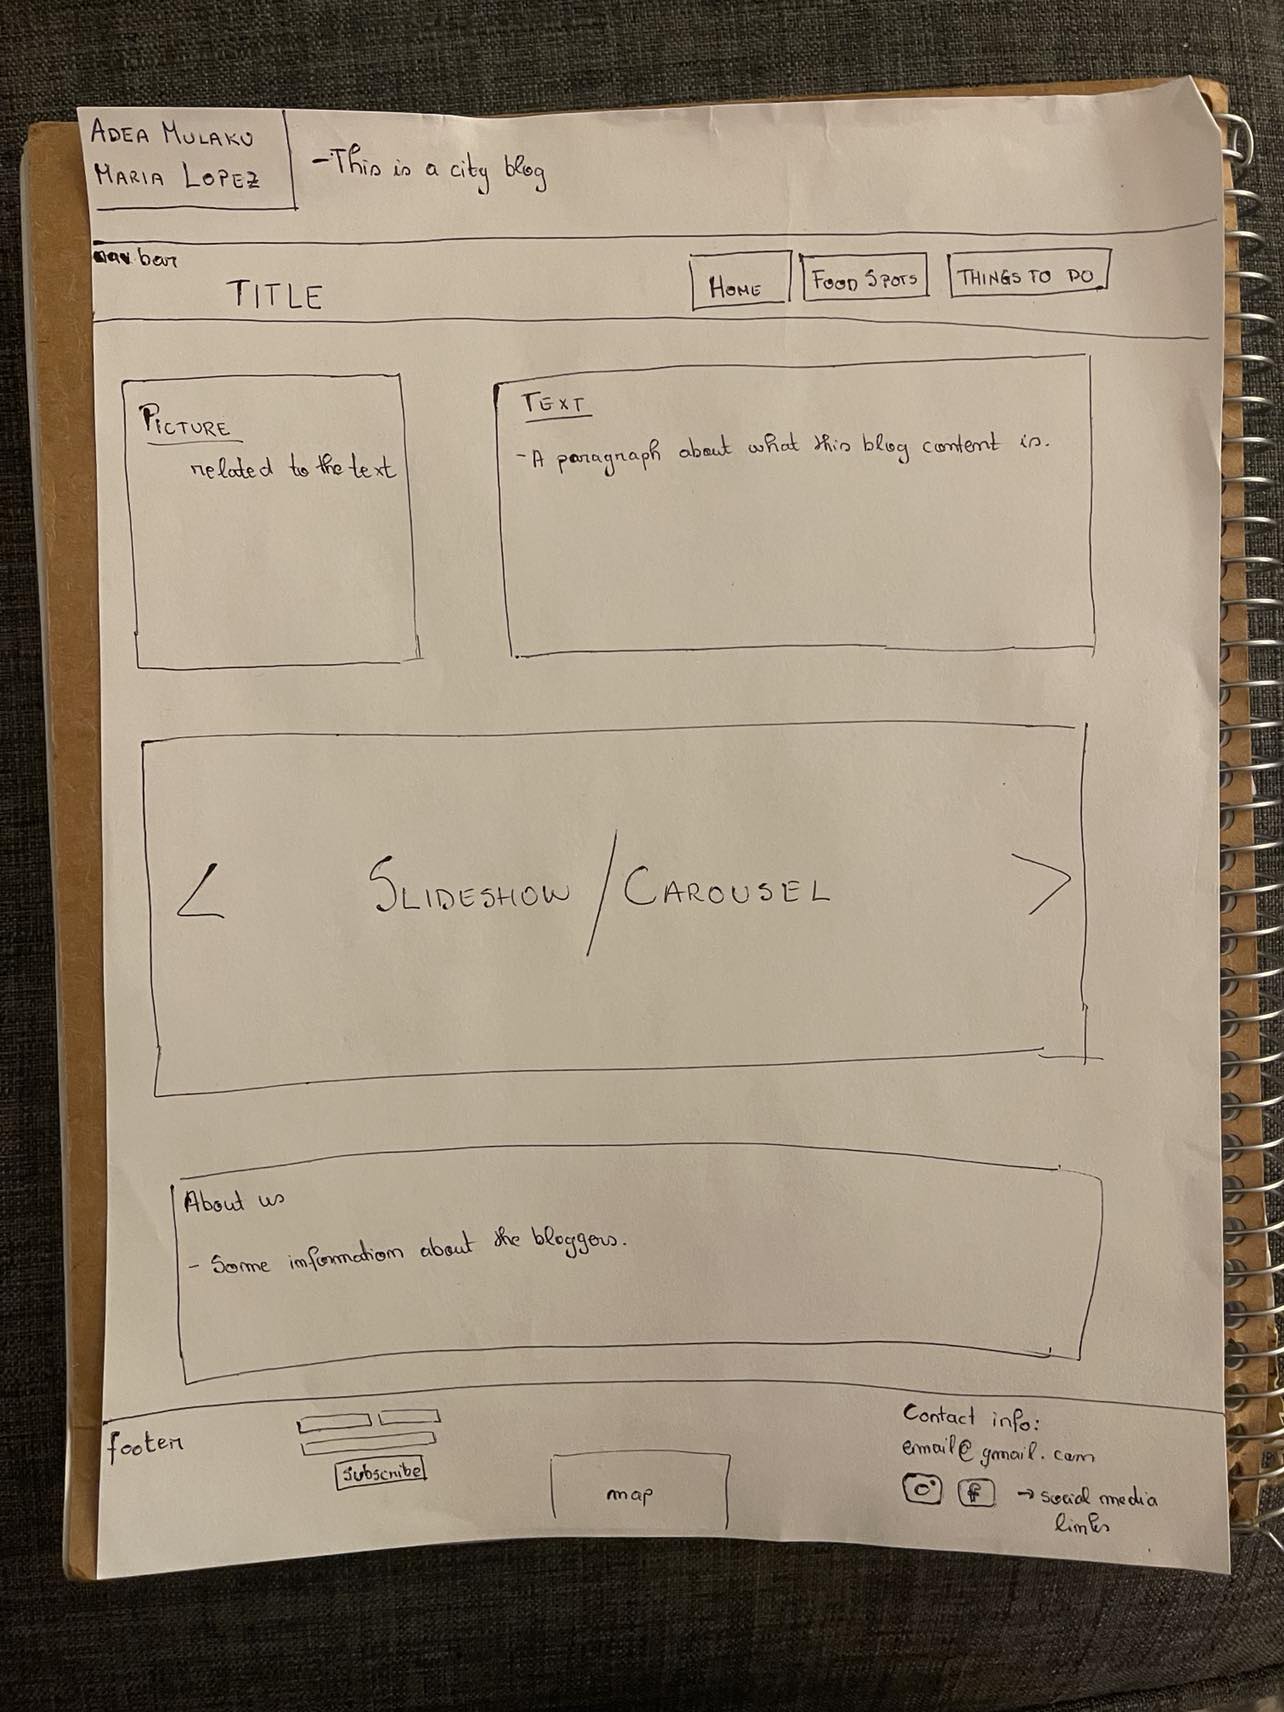 ADEA MULAKU
MARIA LOPEZ
-This is a city blog
nav bar
TITLE
HOME
FOOD SPOTS
THINGS TO DO
PICTURE
related to the text
TEXT
-A paragraph about what this blog content is.
< SLIDESHOW / CAROUSEL >
About us
- Some information about the bloggers.
footer
Subscribe
map
Contact info:
email@gmail.com
f → social media
links